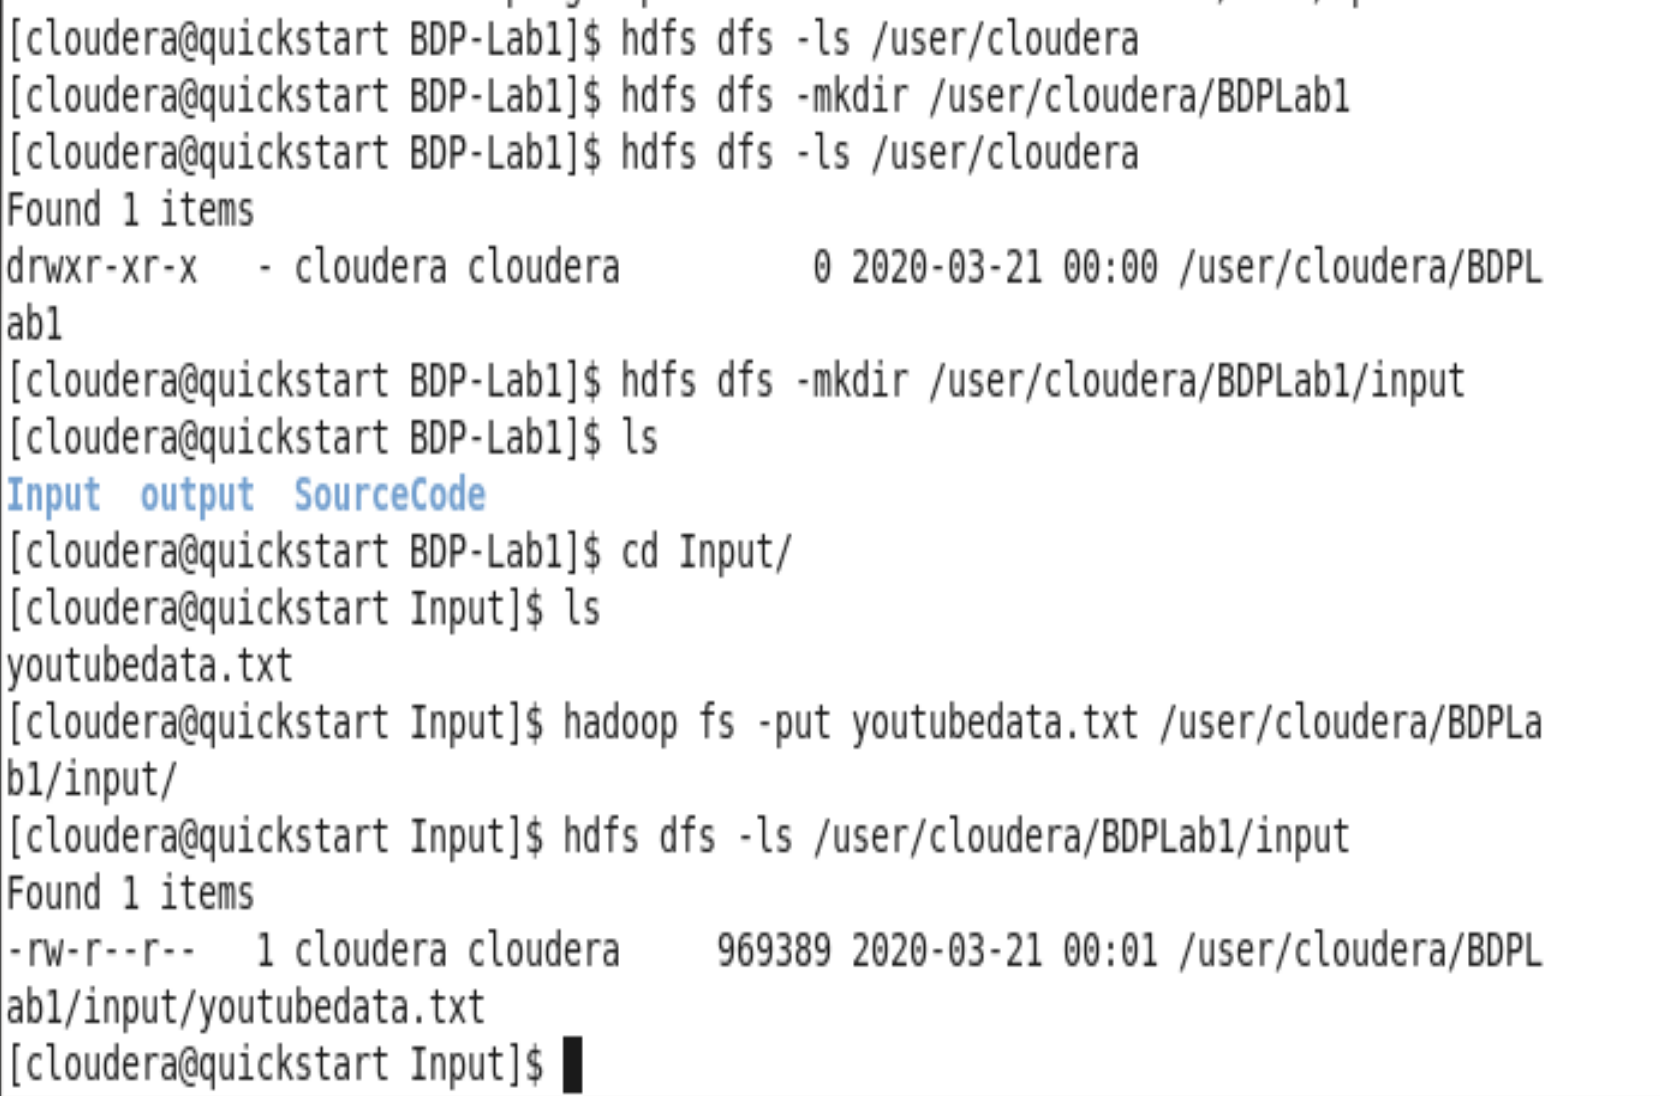 [cloudera@quickstart BDP-Lab1]$ hdfs dfs -ls /user/cloudera
[cloudera@quickstart BDP-Lab1]$ hdfs dfs -mkdir /user/cloudera/BDPLab1
[cloudera@quickstart BDP-Lab1]$ hdfs dfs -ls /user/cloudera
Found 1 items
drwxr-xr-x   - cloudera cloudera          0 2020-03-21 00:00 /user/cloudera/BDPL
ab1
[cloudera@quickstart BDP-Lab1]$ hdfs dfs -mkdir /user/cloudera/BDPLab1/input
[cloudera@quickstart BDP-Lab1]$ ls
Input  output  SourceCode
[cloudera@quickstart BDP-Lab1]$ cd Input/
[cloudera@quickstart Input]$ ls
youtubedata.txt
[cloudera@quickstart Input]$ hadoop fs -put youtubedata.txt /user/cloudera/BDPLa
b1/input/
[cloudera@quickstart Input]$ hdfs dfs -ls /user/cloudera/BDPLab1/input
Found 1 items
-rw-r--r--   1 cloudera cloudera     969389 2020-03-21 00:01 /user/cloudera/BDPL
ab1/input/youtubedata.txt
[cloudera@quickstart Input]$